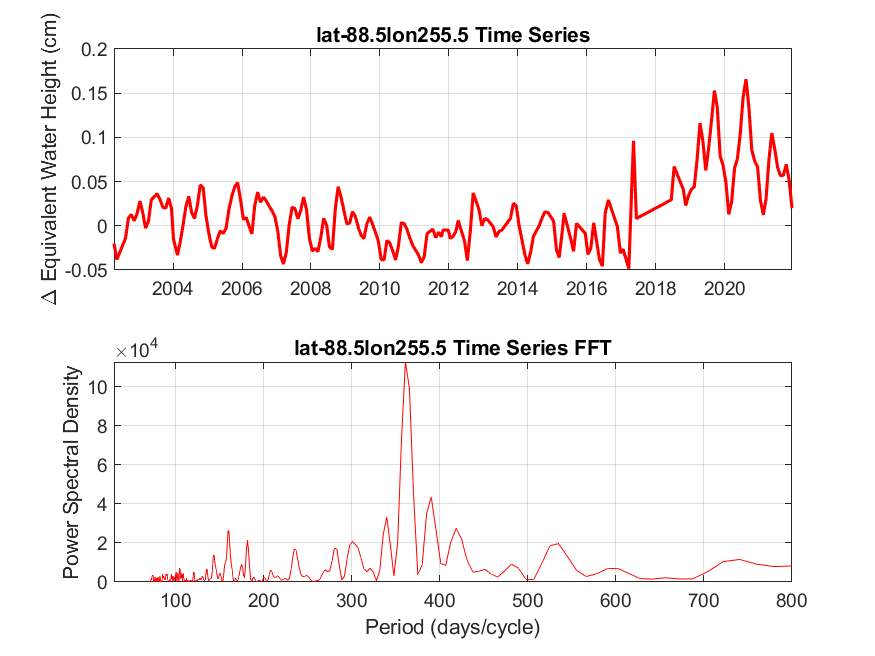 lat-88.5lon255.5 Time Series
Δ Equivalent Water Height (cm)
0.2
0.15
0.1
0.05
0
-0.05
2004 2006 2008 2010 2012 2014 2016 2018 2020
lat-88.5lon255.5 Time Series FFT
×10⁴
Power Spectral Density
10
8
6
4
2
0
100 200 300 400 500 600 700 800
Period (days/cycle)